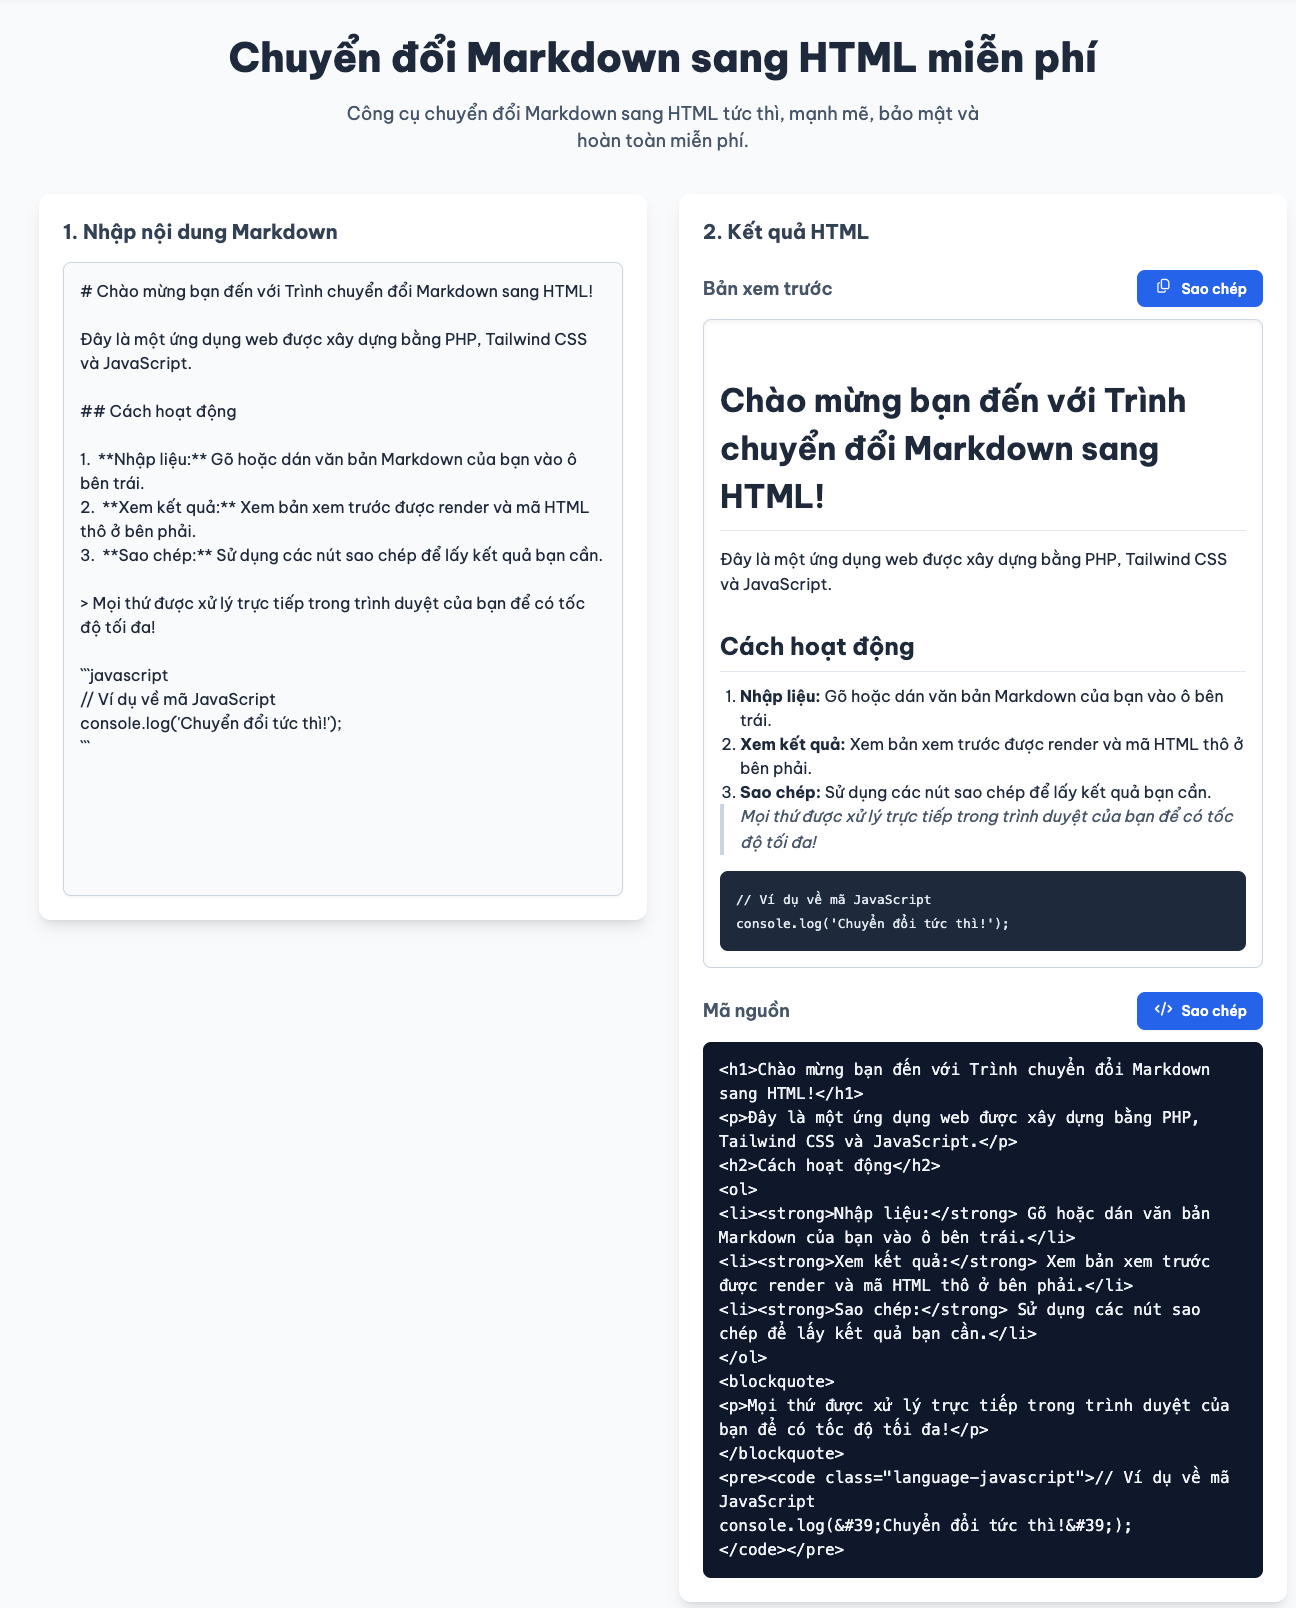 Chuyển đổi Markdown sang HTML miễn phí
Công cụ chuyển đổi Markdown sang HTML tức thì, mạnh mẽ, bảo mật và
hoàn toàn miễn phí.
1. Nhập nội dung Markdown
# Chào mừng bạn đến với Trình chuyển đổi Markdown sang HTML!
Đây là một ứng dụng web được xây dựng bằng PHP, Tailwind CSS
và JavaScript.
## Cách hoạt động
1.  **Nhập liệu:** Gõ hoặc dán văn bản Markdown của bạn vào ô
bên trái.
2.  **Xem kết quả:** Xem bản xem trước được render và mã HTML
thô ở bên phải.
3.  **Sao chép:** Sử dụng các nút sao chép để lấy kết quả bạn cần.
> Mọi thứ được xử lý trực tiếp trong trình duyệt của bạn để có tốc
độ tối đa!
```javascript
// Ví dụ về mã JavaScript
console.log('Chuyển đổi tức thì!');
```
2. Kết quả HTML
Bản xem trước
Sao chép
Chào mừng bạn đến với Trình
chuyển đổi Markdown sang
HTML!
Đây là một ứng dụng web được xây dựng bằng PHP, Tailwind CSS
và JavaScript.
Cách hoạt động
1. Nhập liệu: Gõ hoặc dán văn bản Markdown của bạn vào ô bên
trái.
2. Xem kết quả: Xem bản xem trước được render và mã HTML thô ở
bên phải.
3. Sao chép: Sử dụng các nút sao chép để lấy kết quả bạn cần.
Mọi thứ được xử lý trực tiếp trong trình duyệt của bạn để có tốc
độ tối đa!
// Ví dụ về mã JavaScript
console.log('Chuyển đổi tức thì!');
Mã nguồn
</> Sao chép
<h1>Chào mừng bạn đến với Trình chuyển đổi Markdown
sang HTML!</h1>
<p>Đây là một ứng dụng web được xây dựng bằng PHP,
Tailwind CSS và JavaScript.</p>
<h2>Cách hoạt động</h2>
<ol>
<li><strong>Nhập liệu:</strong> Gõ hoặc dán văn bản
Markdown của bạn vào ô bên trái.</li>
<li><strong>Xem kết quả:</strong> Xem bản xem trước
được render và mã HTML thô ở bên phải.</li>
<li><strong>Sao chép:</strong> Sử dụng các nút sao
chép để lấy kết quả bạn cần.</li>
</ol>
<blockquote>
<p>Mọi thứ được xử lý trực tiếp trong trình duyệt của
bạn để có tốc độ tối đa!</p>
</blockquote>
<pre><code class="language-javascript">// Ví dụ về mã
JavaScript
console.log(&#39;Chuyển đổi tức thì!&#39;);
</code></pre>